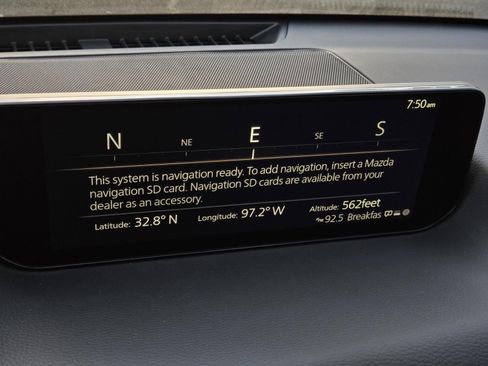 7:50am
N NE E SE S
This system is navigation ready. To add navigation, insert a Mazda
navigation SD card. Navigation SD cards are available from your
dealer as an accessory.
Latitude: 32.8° N Longitude: 97.2° W Altitude: 562feet
92.5 Breakfas